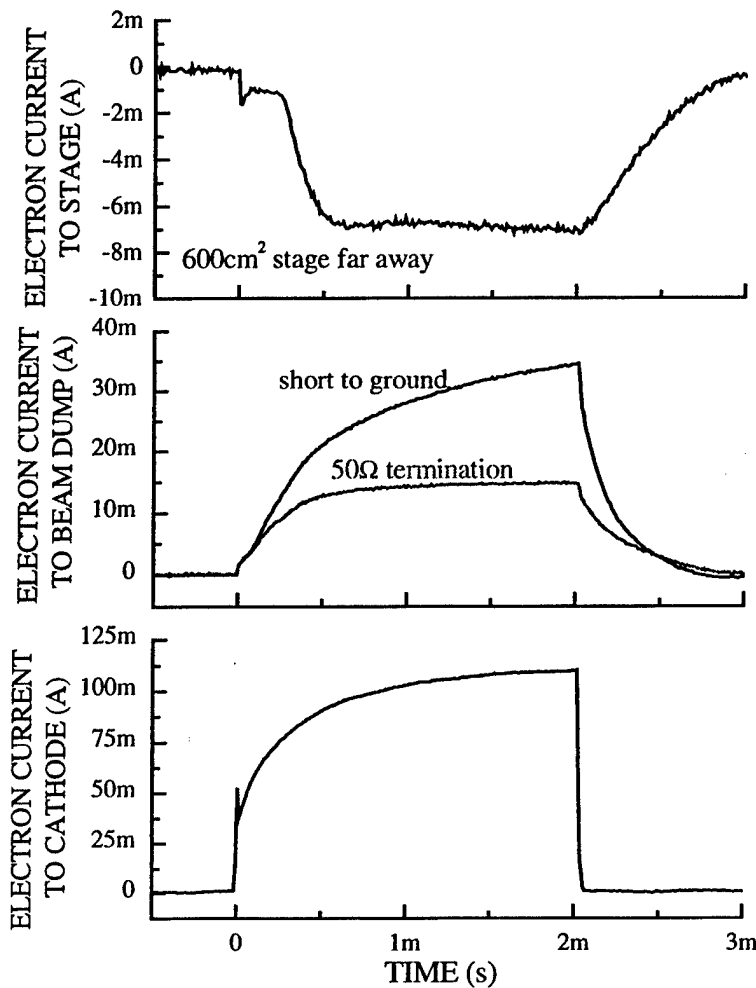 ELECTRON CURRENT
TO STAGE (A)
2m
0
-2m
-4m
-6m
-8m
-10m
600cm² stage far away
ELECTRON CURRENT
TO BEAM DUMP (A)
40m
30m
20m
10m
0
short to ground
50Ω termination
ELECTRON CURRENT
TO CATHODE (A)
125m
100m
75m
50m
25m
0
0
1m
2m
3m
TIME (s)